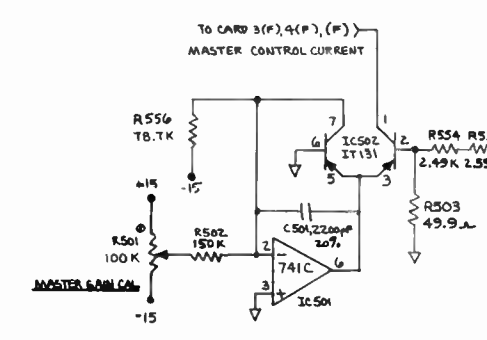 TO CARD 3(F), 4(F), (F)
MASTER CONTROL CURRENT
7
1
R556
78.7K
6
IC502
IT131
2
R554
2.49K
5
3
-15
+15
R503
49.9Ω
C501, 2200pF
20%
R501
100K
R502
150K
2
-
741C
6
3
+
IC501
MASTER GAIN CAL
-15